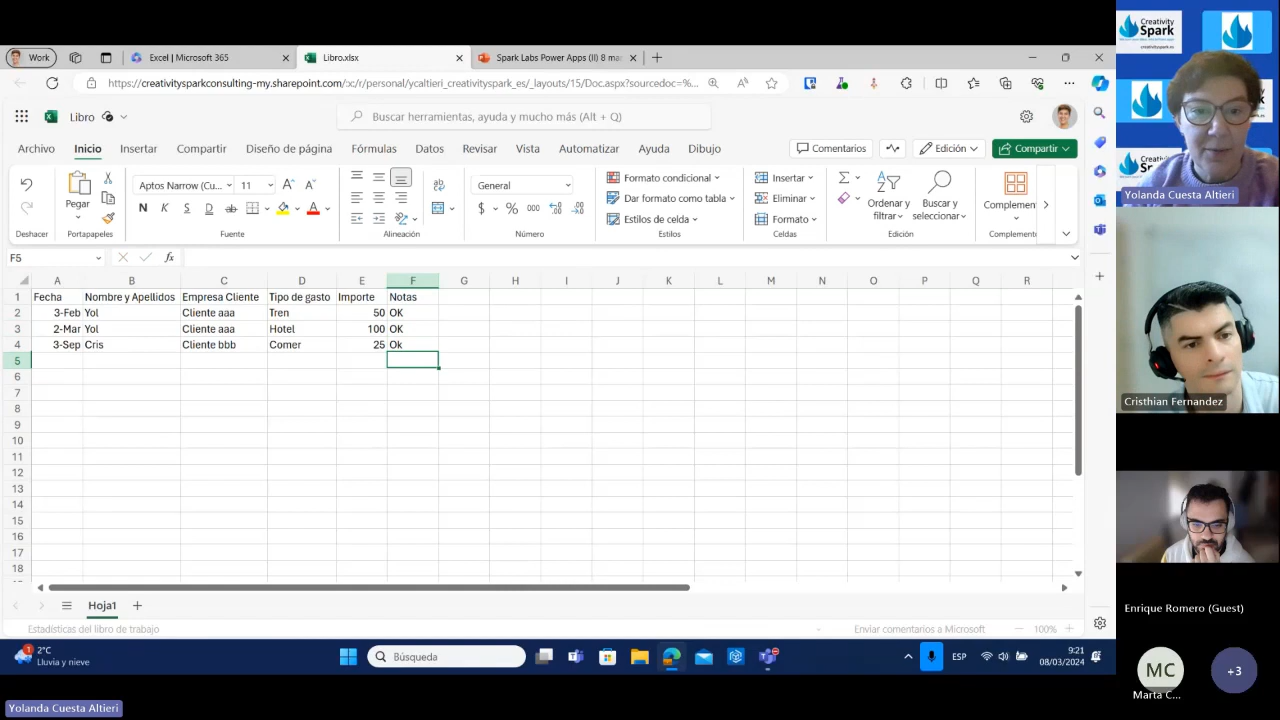 Work
Excel | Microsoft 365
Libro.xlsx
Spark Labs Power Apps (II) 8 ma
https://creativitysparkconsulting-my.sharepoint.com/:x:/r/personal/ycaltieri_creativityspark_es/_layouts/15/Doc.aspx?sourcedoc=%...
Libro
Buscar herramientas, ayuda y mucho más (Alt + Q)
Archivo Inicio Insertar Compartir Diseño de página Fórmulas Datos Revisar Vista Automatizar Ayuda Dibujo
Comentarios Edición Compartir
Pegar
Aptos Narrow (Cu... 11
N K S D
General
$ % 000
Formato condicional
Dar formato como tabla
Estilos de celda
Insertar
Eliminar
Formato
Ordenar y filtrar
Buscar y seleccionar
Complemen
Deshacer Portapapeles Fuente Alineación Número Estilos Celdas Edición Complemento
F5 fx
A B C D E F G H I J K L M N O P Q R
1 Fecha Nombre y Apellidos Empresa Cliente Tipo de gasto Importe Notas
2 3-Feb Yol Cliente aaa Tren 50 OK
3 2-Mar Yol Cliente aaa Hotel 100 OK
4 3-Sep Cris Cliente bbb Comer 25 Ok
5
6
7
8
9
10
11
12
13
14
15
16
17
18
Hoja1
Estadísticas del libro de trabajo
Enviar comentarios a Microsoft
100%
2°C
Lluvia y nieve
Búsqueda
ESP
9:21
08/03/2024
Yolanda Cuesta Altieri
Creativity
Spark
creativityspark.es
Yolanda Cuesta Altieri
Cristhian Fernandez
Enrique Romero (Guest)
MC
Marta C...
+3